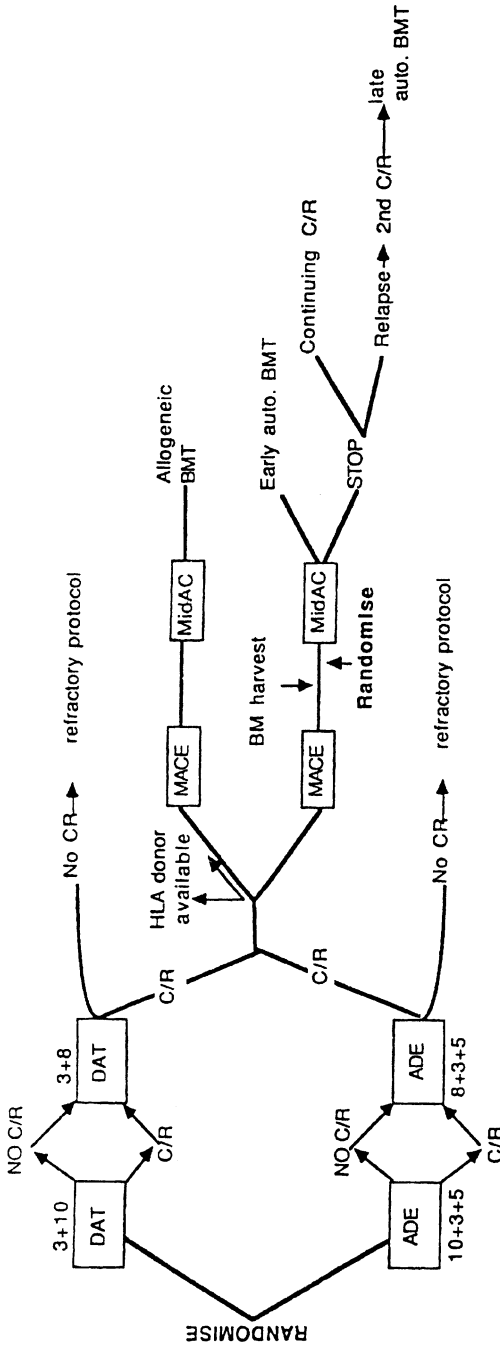 RANDOMISE
3+10
DAT
NO C/R
C/R
3+8
DAT
No CR
refractory protocol
C/R
ADE
10+3+5
NO C/R
C/R
ADE
8+3+5
No CR
refractory protocol
C/R
HLA donor
available
MACE
MidAC
Allogeneic
BMT
MACE
BM harvest
Randomise
MidAC
Early auto. BMT
STOP
Continuing C/R
Relapse
2nd C/R
late
auto. BMT